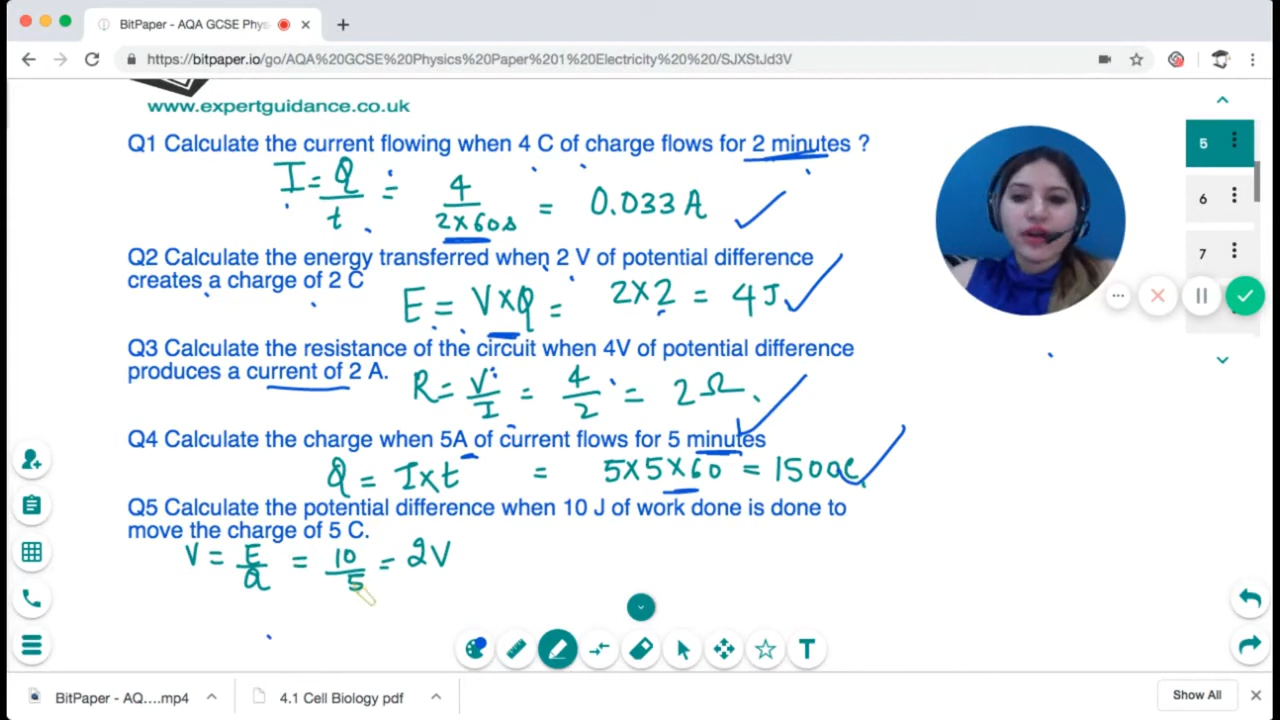 BitPaper - AQA GCSE Phys
https://bitpaper.io/go/AQA%20GCSE%20Physics%20Paper%201%20Electricity%20%20/SJXStJd3V
www.expertguidance.co.uk
Q1 Calculate the current flowing when 4 C of charge flows for 2 minutes ?
I = Q/t = 4/2×60s = 0.033 A
Q2 Calculate the energy transferred when 2 V of potential difference
creates a charge of 2 C
E = V×Q = 2×2 = 4J
Q3 Calculate the resistance of the circuit when 4V of potential difference
produces a current of 2 A.
R = V/I = 4/2 = 2Ω
Q4 Calculate the charge when 5A of current flows for 5 minutes
Q = I×t = 5×5×60 = 1500C
Q5 Calculate the potential difference when 10 J of work done is done to
move the charge of 5 C.
V = E/Q = 10/5 = 2V
5
6
7
T
BitPaper - AQ....mp4
4.1 Cell Biology pdf
Show All